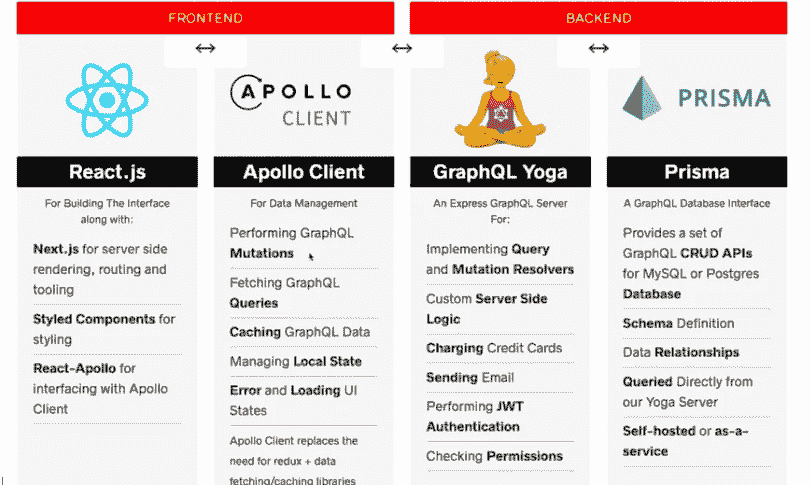 FRONTEND
BACKEND
APOLLO
CLIENT
PRISMA
React.js
For Building The Interface
along with:
Next.js for server side
rendering, routing and
tooling
Styled Components for
styling
React-Apollo for
interfacing with Apollo
Client
Apollo Client
For Data Management
Performing GraphQL
Mutations
Fetching GraphQL
Queries
Caching GraphQL Data
Managing Local State
Error and Loading UI
States
Apollo Client replaces the
need for redux + data
fetching/caching libraries
GraphQL Yoga
An Express GraphQL Server
For:
Implementing Query
and Mutation Resolvers
Custom Server Side
Logic
Charging Credit Cards
Sending Email
Performing JWT
Authentication
Checking Permissions
Prisma
A GraphQL Database Interface
Provides a set of
GraphQL CRUD APIs
for MySQL or Postgres
Database
Schema Definition
Data Relationships
Queried Directly from
our Yoga Server
Self-hosted or as-a-
service